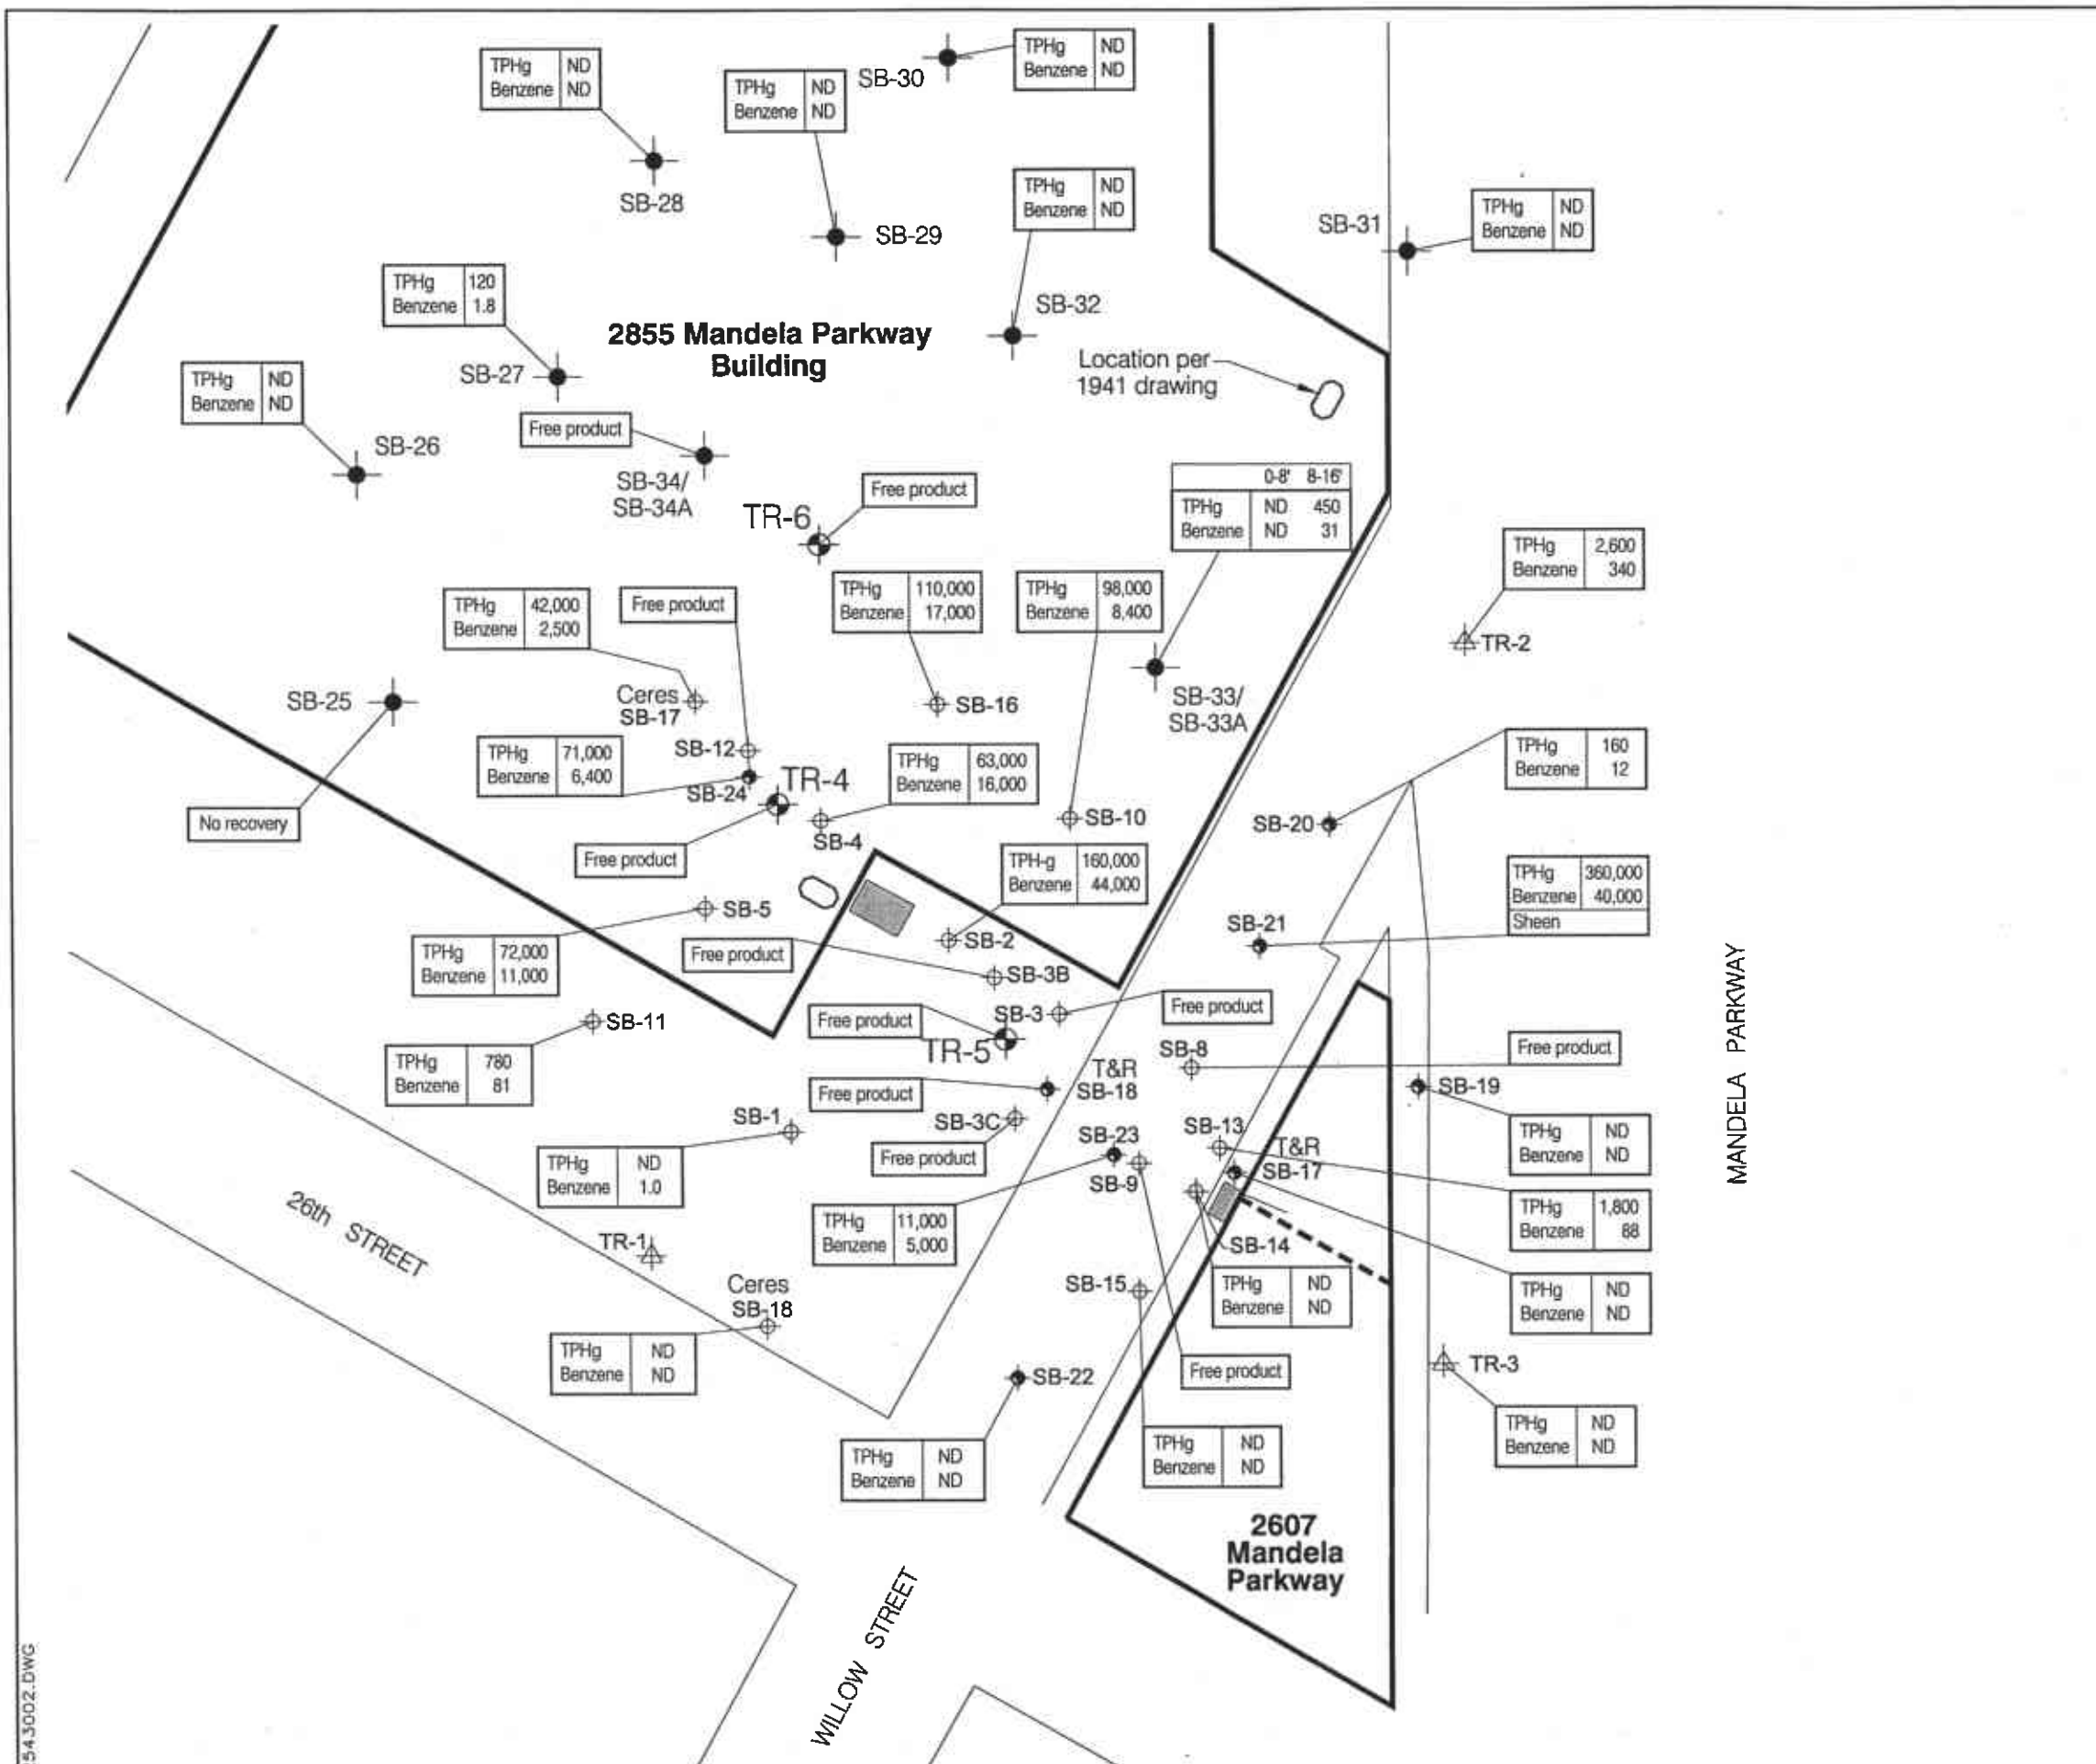 TPHg ND
Benzene ND
SB-28
TPHg ND
Benzene ND
SB-29
SB-30
TPHg ND
Benzene ND
TPHg ND
Benzene ND
SB-32
SB-31
TPHg ND
Benzene ND
TPHg 120
Benzene 1.8
SB-27
2855 Mandela Parkway
Building
Location per
1941 drawing
TPHg ND
Benzene ND
SB-26
Free product
SB-34/
SB-34A
TR-6
Free product
0-8' 8-16'
TPHg ND 450
Benzene ND 31
SB-33/
SB-33A
TPHg 2,600
Benzene 340
TR-2
TPHg 42,000
Benzene 2,500
Free product
TPHg 110,000
Benzene 17,000
TPHg 98,000
Benzene 8,400
SB-25
Ceres
SB-17
SB-16
SB-12
TPHg 71,000
Benzene 6,400
SB-24
TR-4
TPHg 63,000
Benzene 16,000
SB-4
SB-10
No recovery
Free product
TPHg 160
Benzene 12
SB-20
TPH-g 160,000
Benzene 44,000
TPHg 360,000
Benzene 40,000
Sheen
SB-5
SB-2
SB-21
TPHg 72,000
Benzene 11,000
Free product
SB-3B
SB-11
Free product
SB-3
Free product
TR-5
TPHg 780
Benzene 81
SB-8
Free product
T&R
SB-18
Free product
SB-19
SB-1
SB-3C
SB-23
SB-13
T&R
SB-17
TPHg ND
Benzene ND
Free product
SB-9
TPHg ND
Benzene 1.0
TPHg 1,800
Benzene 88
26th STREET
TR-1
TPHg 11,000
Benzene 5,000
SB-14
Ceres
SB-18
SB-15
TPHg ND
Benzene ND
TPHg ND
Benzene ND
TPHg ND
Benzene ND
SB-22
Free product
TR-3
TPHg ND
Benzene ND
TPHg ND
Benzene ND
TPHg ND
Benzene ND
2607
Mandela
Parkway
WILLOW STREET
MANDELA PARKWAY
543002.DWG